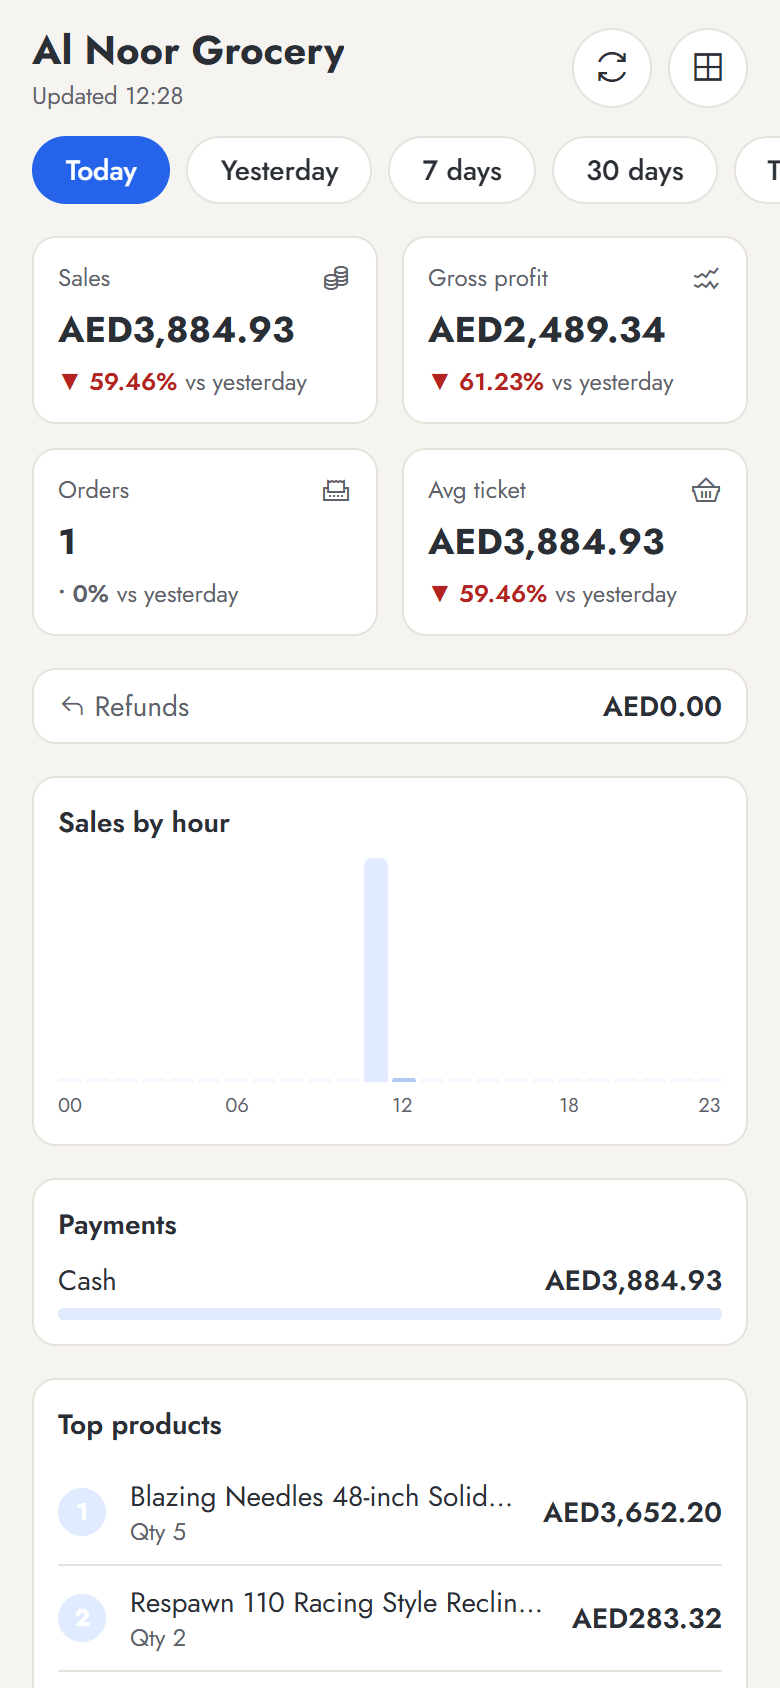 Al Noor Grocery
Updated 12:28
Today
Yesterday
7 days
30 days
T
Sales
AED3,884.93
▼ 59.46% vs yesterday
Gross profit
AED2,489.34
▼ 61.23% vs yesterday
Orders
1
· 0% vs yesterday
Avg ticket
AED3,884.93
▼ 59.46% vs yesterday
Refunds
AED0.00
Sales by hour
00 06 12 18 23
Payments
Cash
AED3,884.93
Top products
1
Blazing Needles 48-inch Solid...
Qty 5
AED3,652.20
2
Respawn 110 Racing Style Reclin...
Qty 2
AED283.32